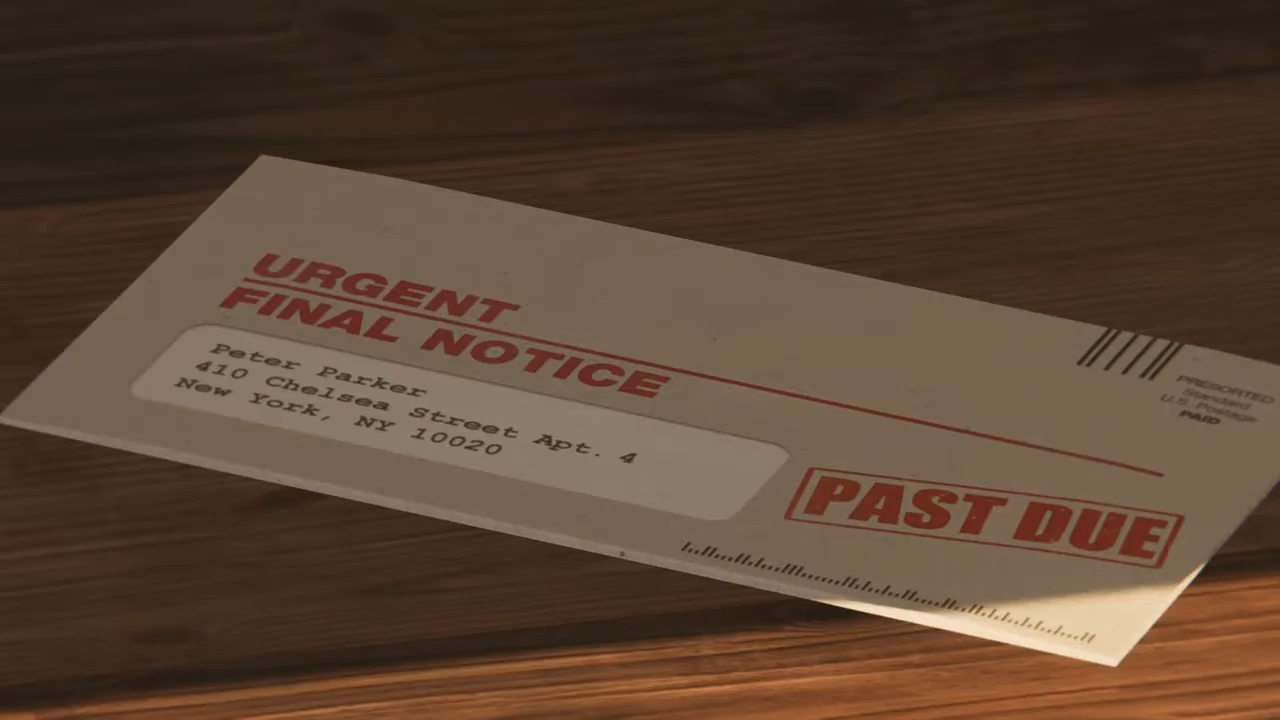 URGENT
FINAL NOTICE
Peter Parker
410 Chelsea Street Apt. 4
New York, NY 10020
PRESORTED
Standard
U.S. Postage
PAID
PAST DUE